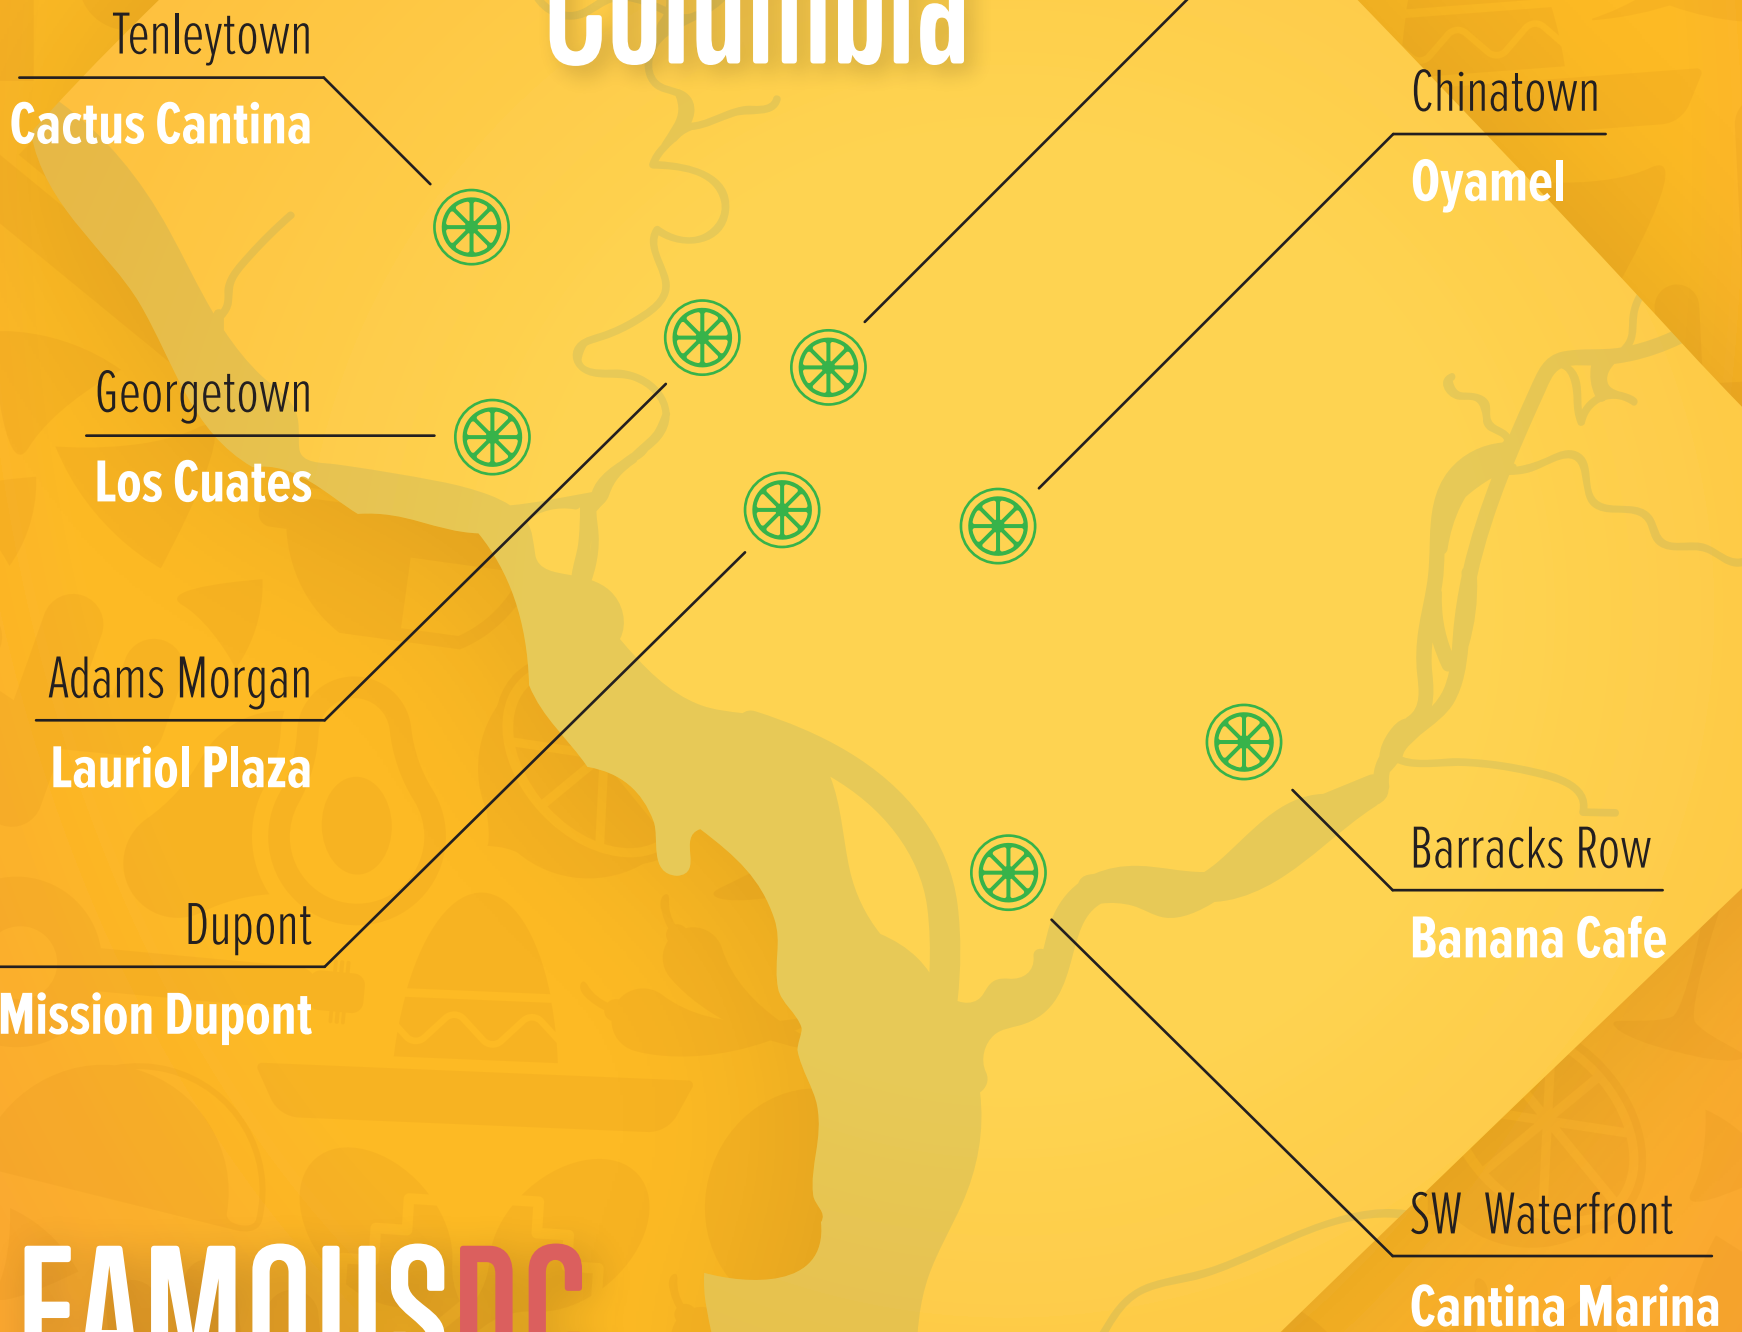 Columbia
Tenleytown
Cactus Cantina
Chinatown
Oyamel
Georgetown
Los Cuates
Adams Morgan
Lauriol Plaza
Dupont
Mission Dupont
Barracks Row
Banana Cafe
SW Waterfront
Cantina Marina
FAMOUSDC